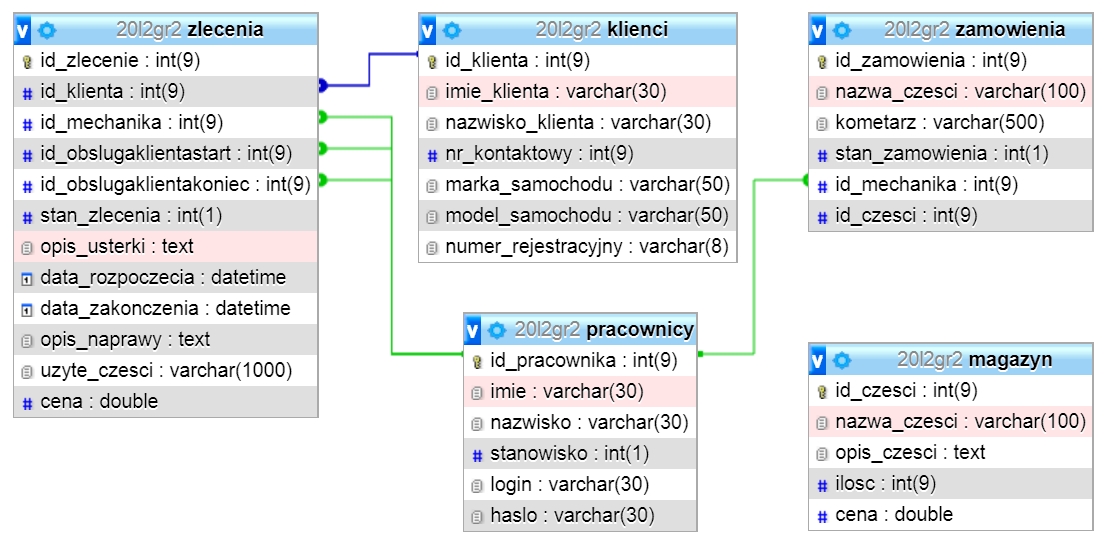 20l2gr2 zlecenia
id_zlecenie : int(9)
id_klienta : int(9)
id_mechanika : int(9)
id_obslugaklientastart : int(9)
id_obslugaklientakoniec : int(9)
stan_zlecenia : int(1)
opis_usterki : text
data_rozpoczecia : datetime
data_zakonczenia : datetime
opis_naprawy : text
uzyte_czesci : varchar(1000)
cena : double
20l2gr2 klienci
id_klienta : int(9)
imie_klienta : varchar(30)
nazwisko_klienta : varchar(30)
nr_kontaktowy : int(9)
marka_samochodu : varchar(50)
model_samochodu : varchar(50)
numer_rejestracyjny : varchar(8)
20l2gr2 zamowienia
id_zamowienia : int(9)
nazwa_czesci : varchar(100)
kometarz : varchar(500)
stan_zamowienia : int(1)
id_mechanika : int(9)
id_czesci : int(9)
20l2gr2 pracownicy
id_pracownika : int(9)
imie : varchar(30)
nazwisko : varchar(30)
stanowisko : int(1)
login : varchar(30)
haslo : varchar(30)
20l2gr2 magazyn
id_czesci : int(9)
nazwa_czesci : varchar(100)
opis_czesci : text
ilosc : int(9)
cena : double